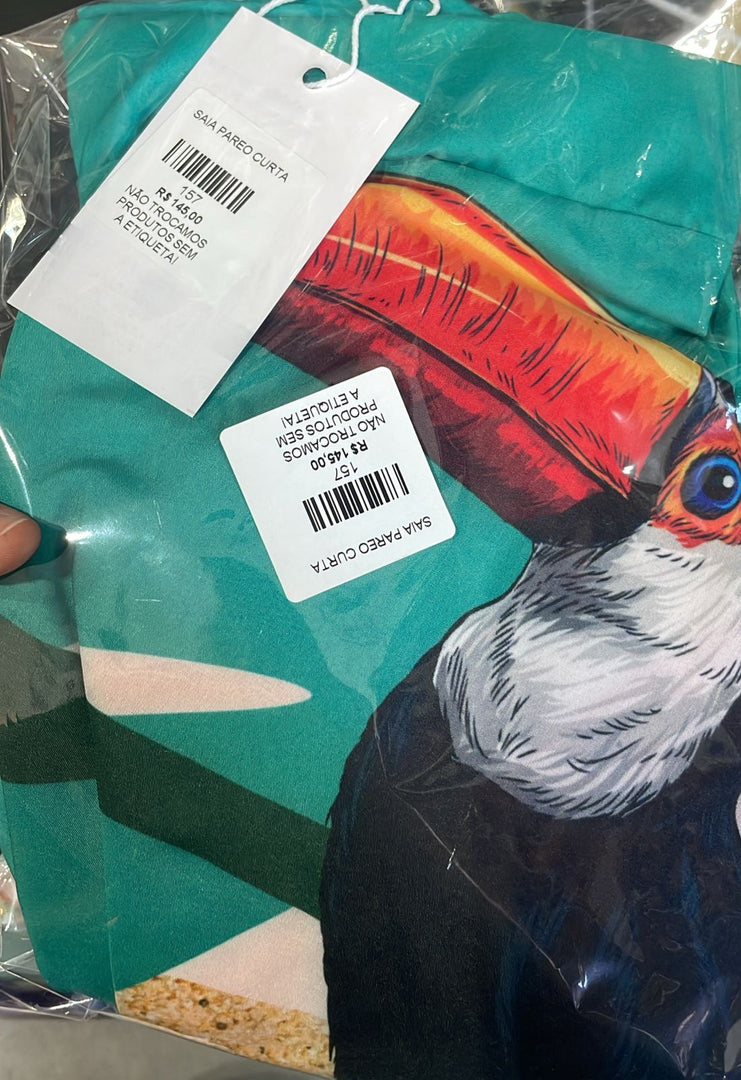 SAIA PAREO CURTA
157
R$ 145,00
NÃO TROCAMOS
PRODUTOS SEM
A ETIQUETA!
SAIA PAREO CURTA
157
R$ 145,00
NÃO TROCAMOS
PRODUTOS SEM
A ETIQUETA!